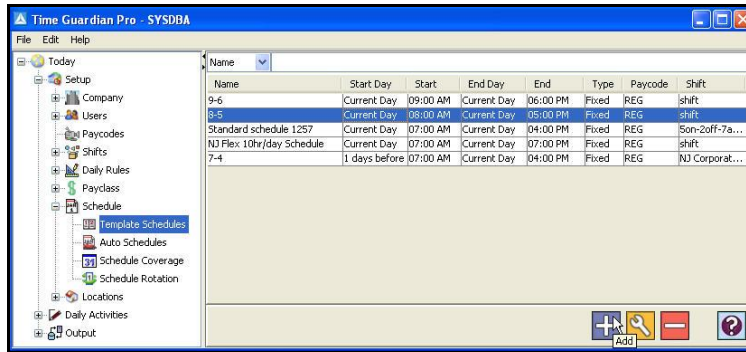 Time Guardian Pro - SYSDBA
File Edit Help
Today
Setup
Company
Users
Paycodes
Shifts
Daily Rules
Payclass
Schedule
Template Schedules
Auto Schedules
Schedule Coverage
Schedule Rotation
Locations
Daily Activities
Output
Name
Name Start Day Start End Day End Type Paycode Shift
9-6 Current Day 09:00 AM Current Day 06:00 PM Fixed REG shift
8-5 Current Day 08:00 AM Current Day 05:00 PM Fixed REG shift
Standard schedule 1257 Current Day 07:00 AM Current Day 04:00 PM Fixed REG 5on-2off-7a...
NJ Flex 10hr/day Schedule Current Day 07:00 AM Current Day 07:00 PM Fixed REG shift
7-4 1 days before 07:00 AM Current Day 04:00 PM Fixed REG NJ Corporat...
Add